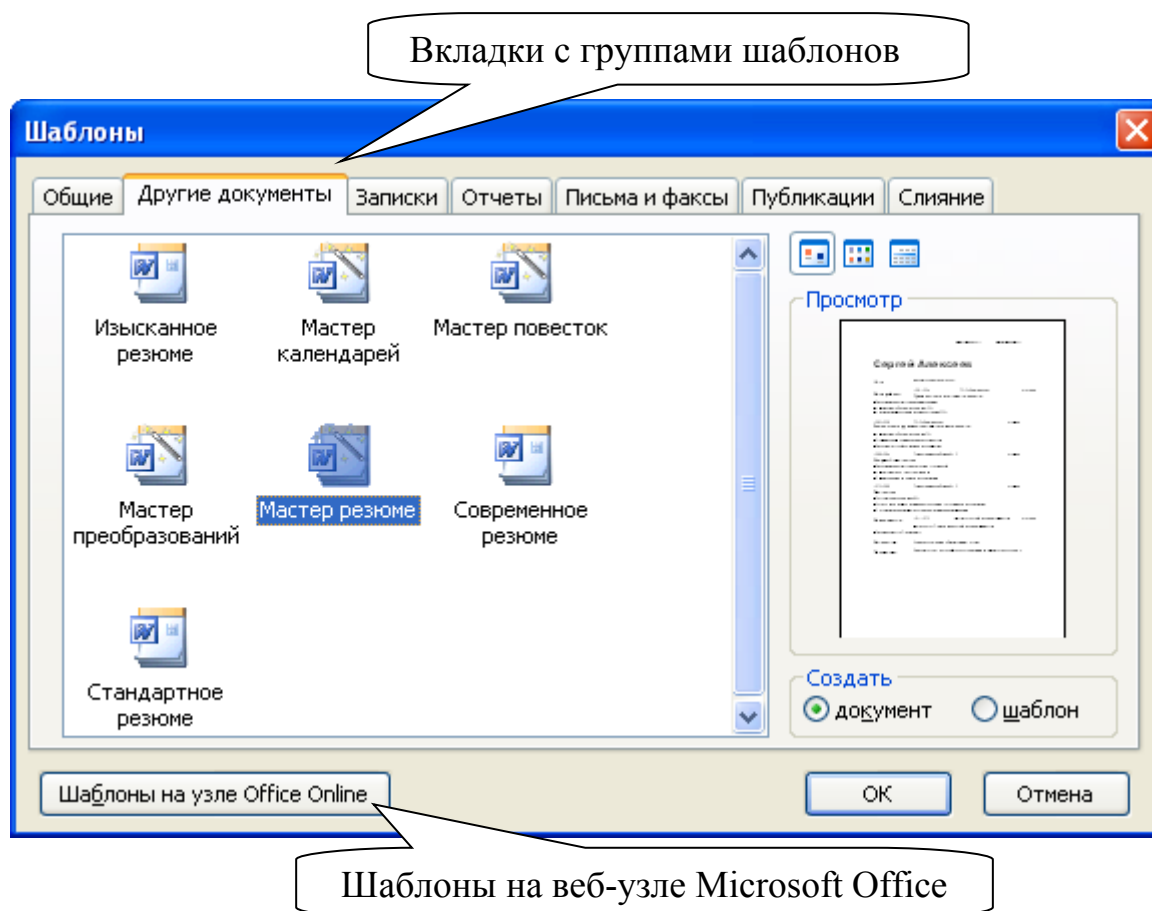 Вкладки с группами шаблонов
Шаблоны
Общие Другие документы Записки Отчеты Письма и факсы Публикации Слияние
Изысканное
резюме
Мастер
календарей
Мастер повесток
Мастер
преобразований
Мастер резюме
Современное
резюме
Стандартное
резюме
Просмотр
Сергей Алексеев
Создать
документ
шаблон
Шаблоны на узле Office Online
ОК
Отмена
Шаблоны на веб-узле Microsoft Office